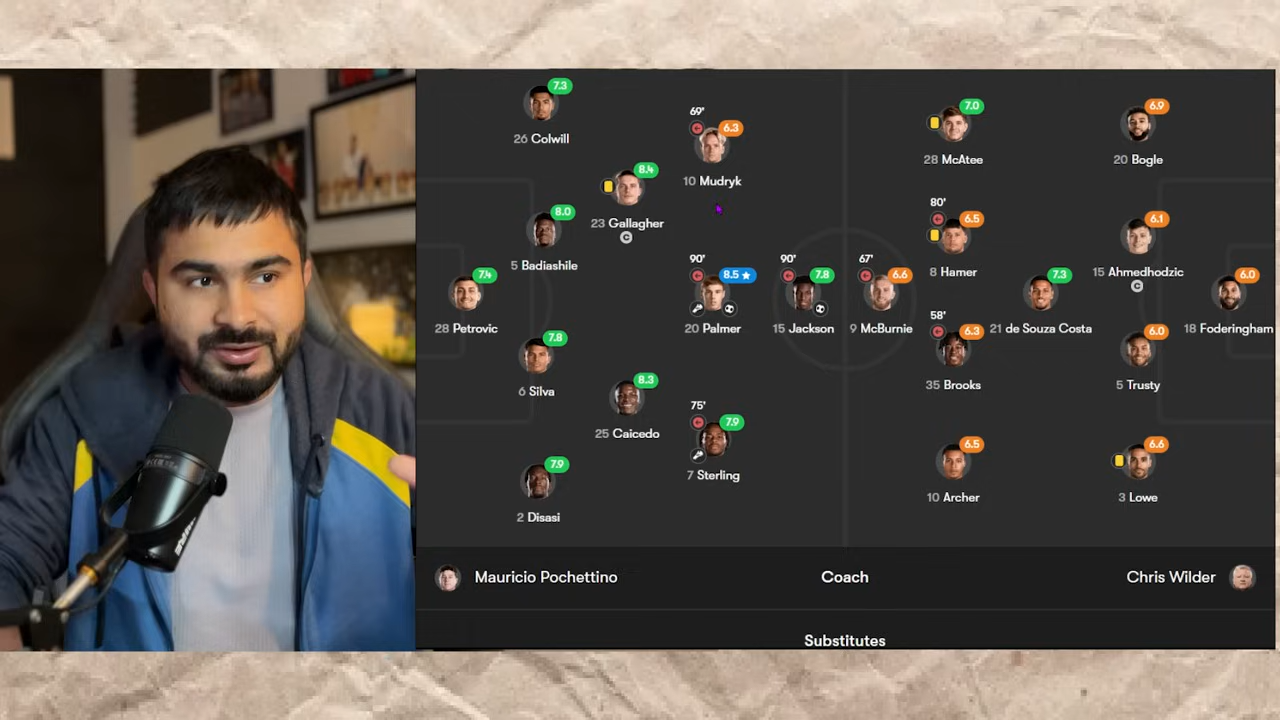 7.3
26 Colwill
69'
6.3
10 Mudryk
8.4
23 Gallagher
C
8.0
5 Badiashile
7.4
28 Petrovic
90'
8.5 ★
20 Palmer
90'
7.8
15 Jackson
7.8
6 Silva
8.3
25 Caicedo
75'
7.9
7 Sterling
7.9
2 Disasi
7.0
28 McAtee
6.9
20 Bogle
80'
6.5
8 Hamer
6.1
15 Ahmedhodzic
C
67'
6.6
9 McBurnie
7.3
21 de Souza Costa
6.0
18 Foderingham
58'
6.3
35 Brooks
6.0
5 Trusty
6.5
10 Archer
6.6
3 Lowe
Mauricio Pochettino
Coach
Chris Wilder
Substitutes